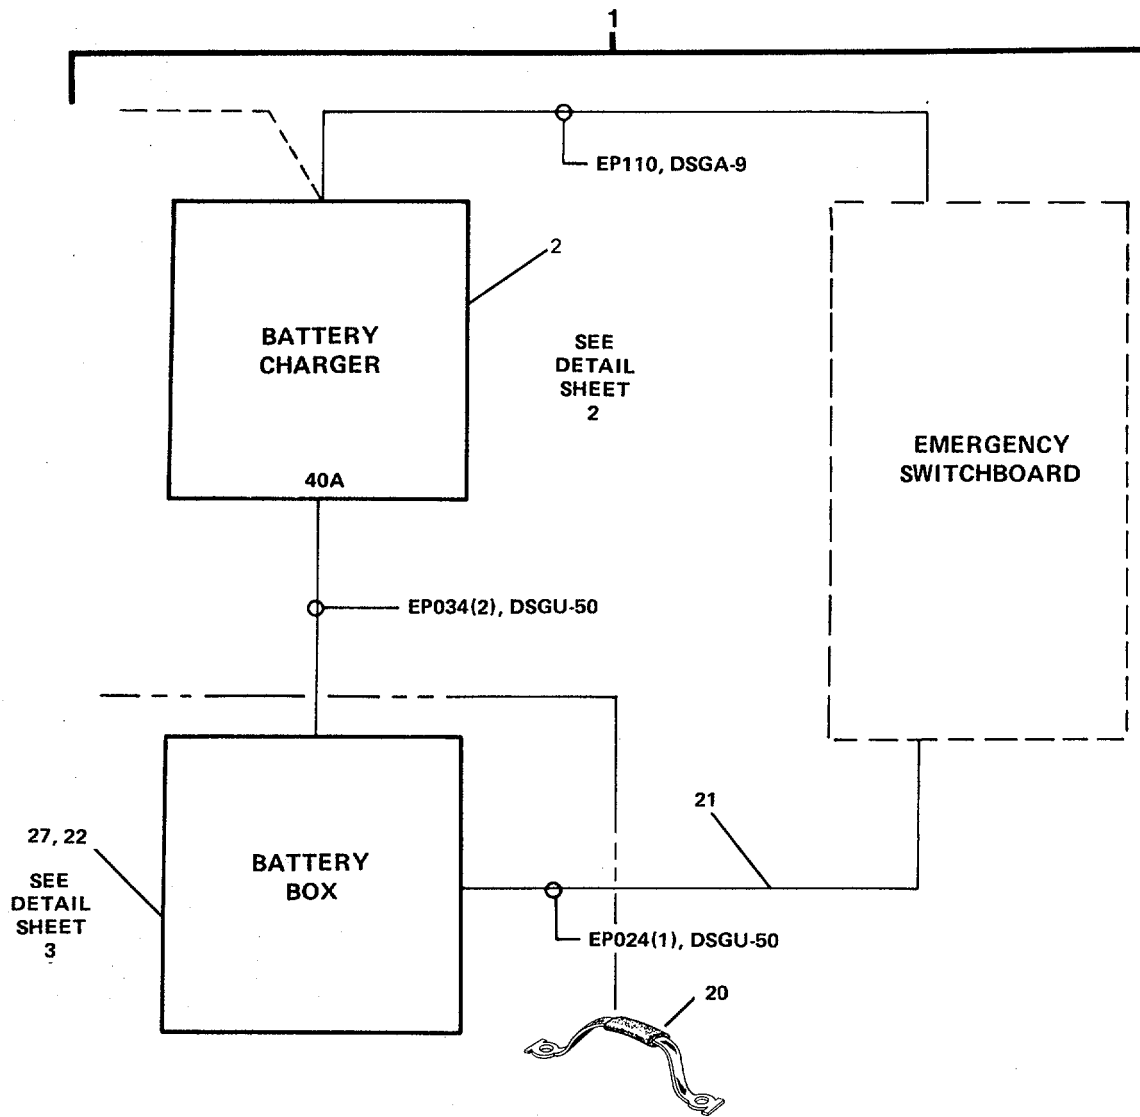 1
EP110, DSGA-9
2
BATTERY
CHARGER
SEE
DETAIL
SHEET
2
40A
EMERGENCY
SWITCHBOARD
EP034(2), DSGU-50
27, 22
SEE
DETAIL
SHEET
3
BATTERY
BOX
21
EP024(1), DSGU-50
20